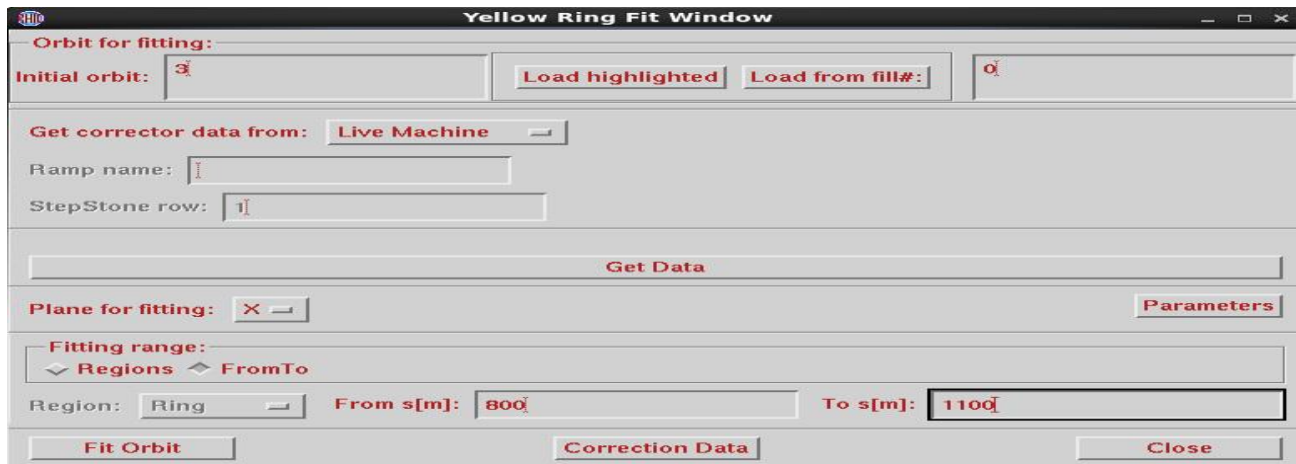 RHIC Yellow Ring Fit Window
Orbit for fitting:
Initial orbit: 3 Load highlighted Load from fill#: 0
Get corrector data from: Live Machine
Ramp name:
StepStone row: 1
Get Data
Plane for fitting: X Parameters
Fitting range:
Regions FromTo
Region: Ring From s[m]: 800 To s[m]: 1100
Fit Orbit Correction Data Close